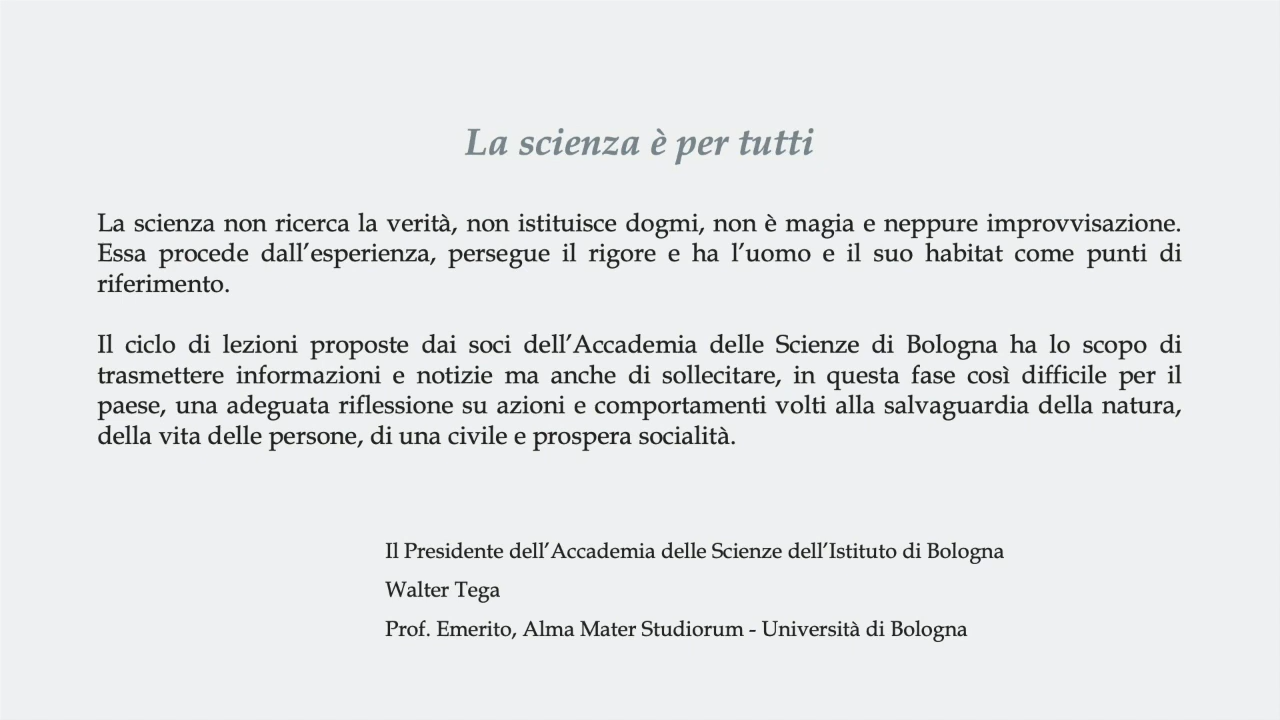 La scienza è per tutti
La scienza non ricerca la verità, non istituisce dogmi, non è magia e neppure improvvisazione.
Essa procede dall’esperienza, persegue il rigore e ha l’uomo e il suo habitat come punti di
riferimento.
Il ciclo di lezioni proposte dai soci dell’Accademia delle Scienze di Bologna ha lo scopo di
trasmettere informazioni e notizie ma anche di sollecitare, in questa fase così difficile per il
paese, una adeguata riflessione su azioni e comportamenti volti alla salvaguardia della natura,
della vita delle persone, di una civile e prospera socialità.
Il Presidente dell’Accademia delle Scienze dell’Istituto di Bologna
Walter Tega
Prof. Emerito, Alma Mater Studiorum - Università di Bologna